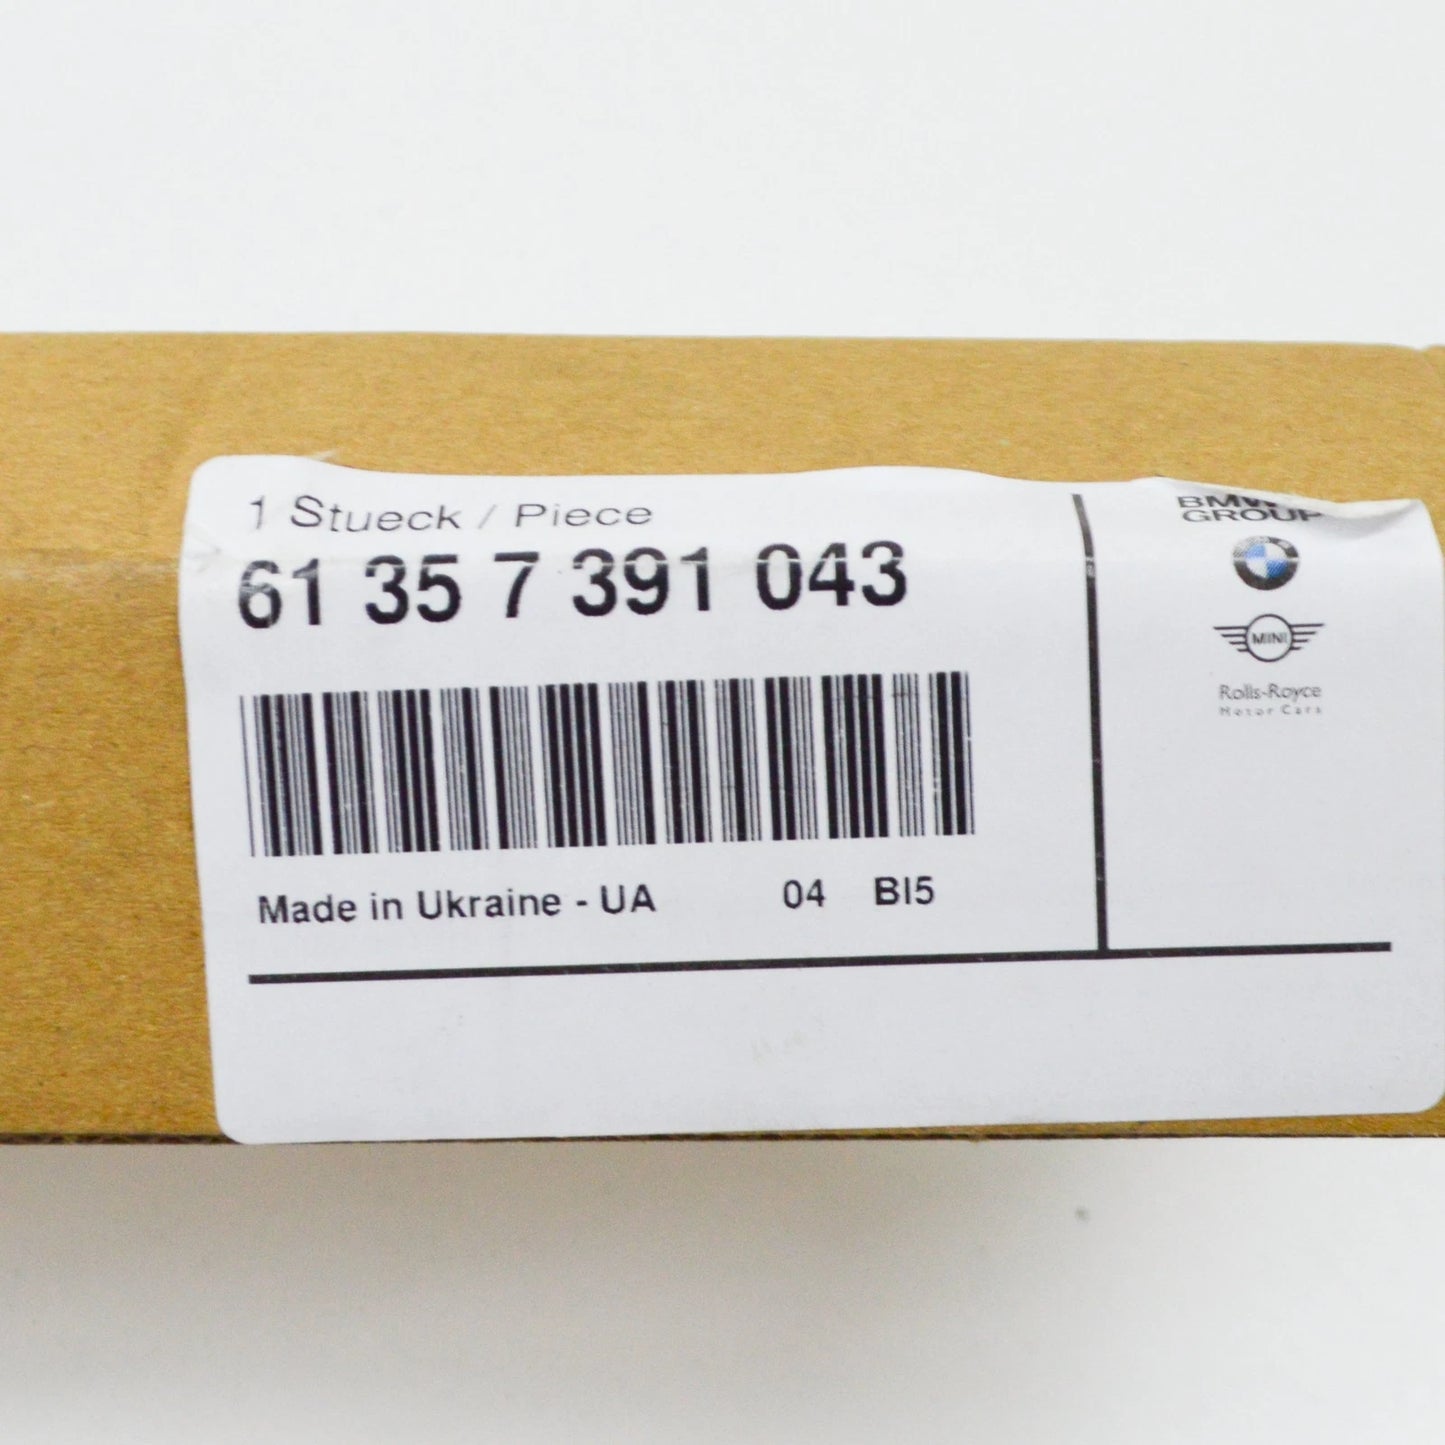 1 Stueck / Piece
61 35 7 391 043
Made in Ukraine - UA 04 BI5
BMW
GROUP
MINI
Rolls-Royce
Motor Cars